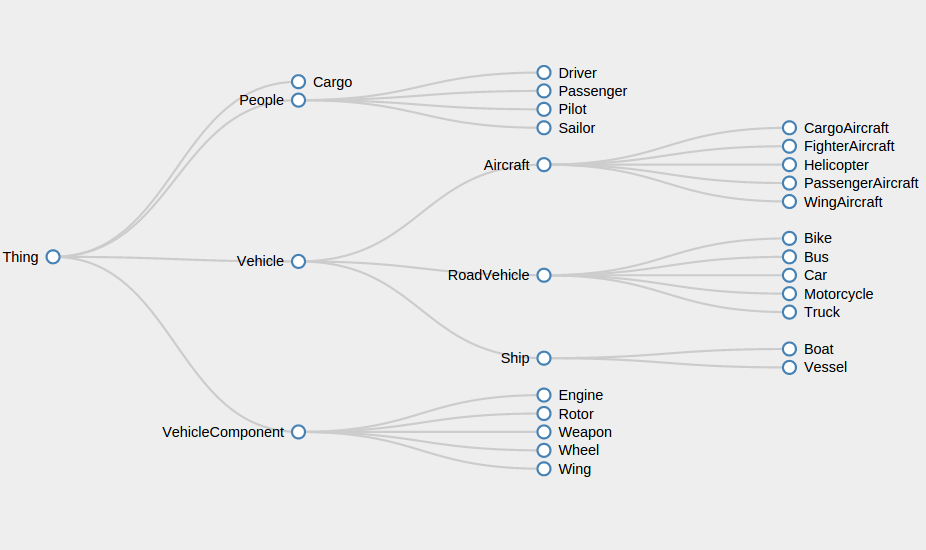 Thing
Cargo
People
Driver
Passenger
Pilot
Sailor
Vehicle
Aircraft
CargoAircraft
FighterAircraft
Helicopter
PassengerAircraft
WingAircraft
RoadVehicle
Bike
Bus
Car
Motorcycle
Truck
Ship
Boat
Vessel
VehicleComponent
Engine
Rotor
Weapon
Wheel
Wing